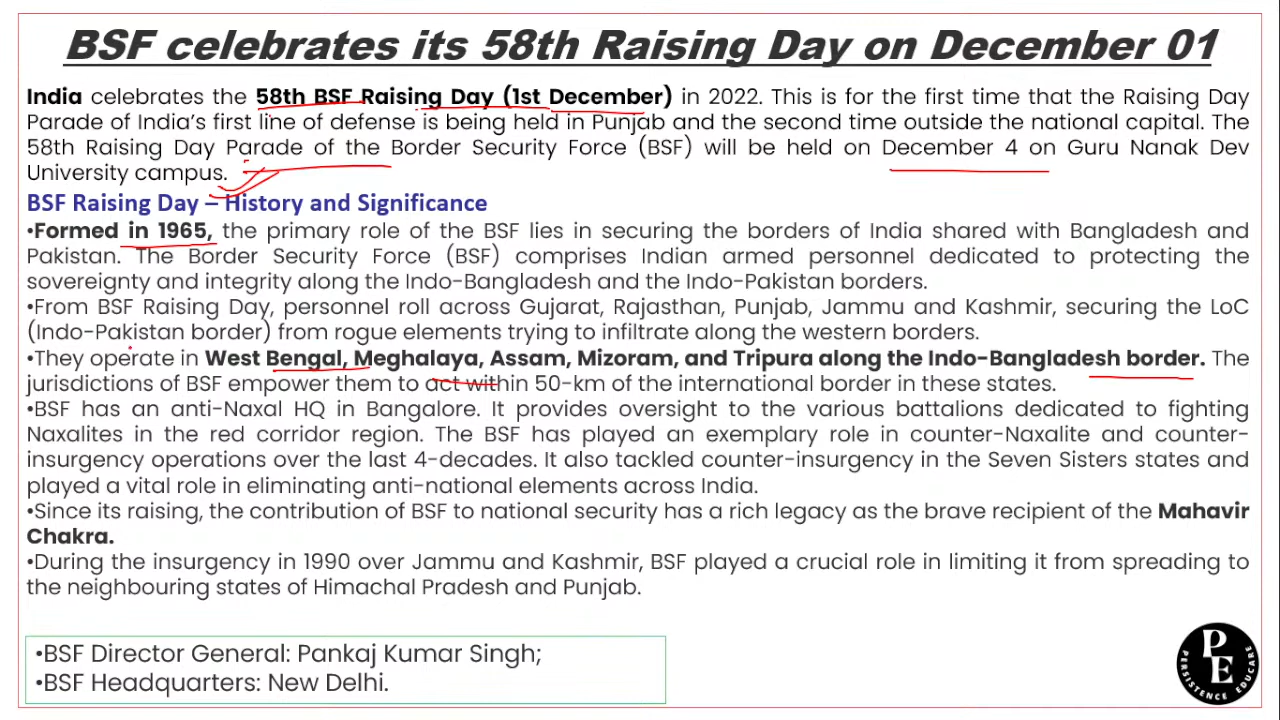 BSF celebrates its 58th Raising Day on December 01
India celebrates the 58th BSF Raising Day (1st December) in 2022. This is for the first time that the Raising Day
Parade of India's first line of defense is being held in Punjab and the second time outside the national capital. The
58th Raising Day Parade of the Border Security Force (BSF) will be held on December 4 on Guru Nanak Dev
University campus.
BSF Raising Day – History and Significance
•Formed in 1965, the primary role of the BSF lies in securing the borders of India shared with Bangladesh and
Pakistan. The Border Security Force (BSF) comprises Indian armed personnel dedicated to protecting the
sovereignty and integrity along the Indo-Bangladesh and the Indo-Pakistan borders.
•From BSF Raising Day, personnel roll across Gujarat, Rajasthan, Punjab, Jammu and Kashmir, securing the LoC
(Indo-Pakistan border) from rogue elements trying to infiltrate along the western borders.
•They operate in West Bengal, Meghalaya, Assam, Mizoram, and Tripura along the Indo-Bangladesh border. The
jurisdictions of BSF empower them to act within 50-km of the international border in these states.
•BSF has an anti-Naxal HQ in Bangalore. It provides oversight to the various battalions dedicated to fighting
Naxalites in the red corridor region. The BSF has played an exemplary role in counter-Naxalite and counter-
insurgency operations over the last 4-decades. It also tackled counter-insurgency in the Seven Sisters states and
played a vital role in eliminating anti-national elements across India.
•Since its raising, the contribution of BSF to national security has a rich legacy as the brave recipient of the Mahavir
Chakra.
•During the insurgency in 1990 over Jammu and Kashmir, BSF played a crucial role in limiting it from spreading to
the neighbouring states of Himachal Pradesh and Punjab.
•BSF Director General: Pankaj Kumar Singh;
•BSF Headquarters: New Delhi.
PE
PERSISTENCE EDUCARE